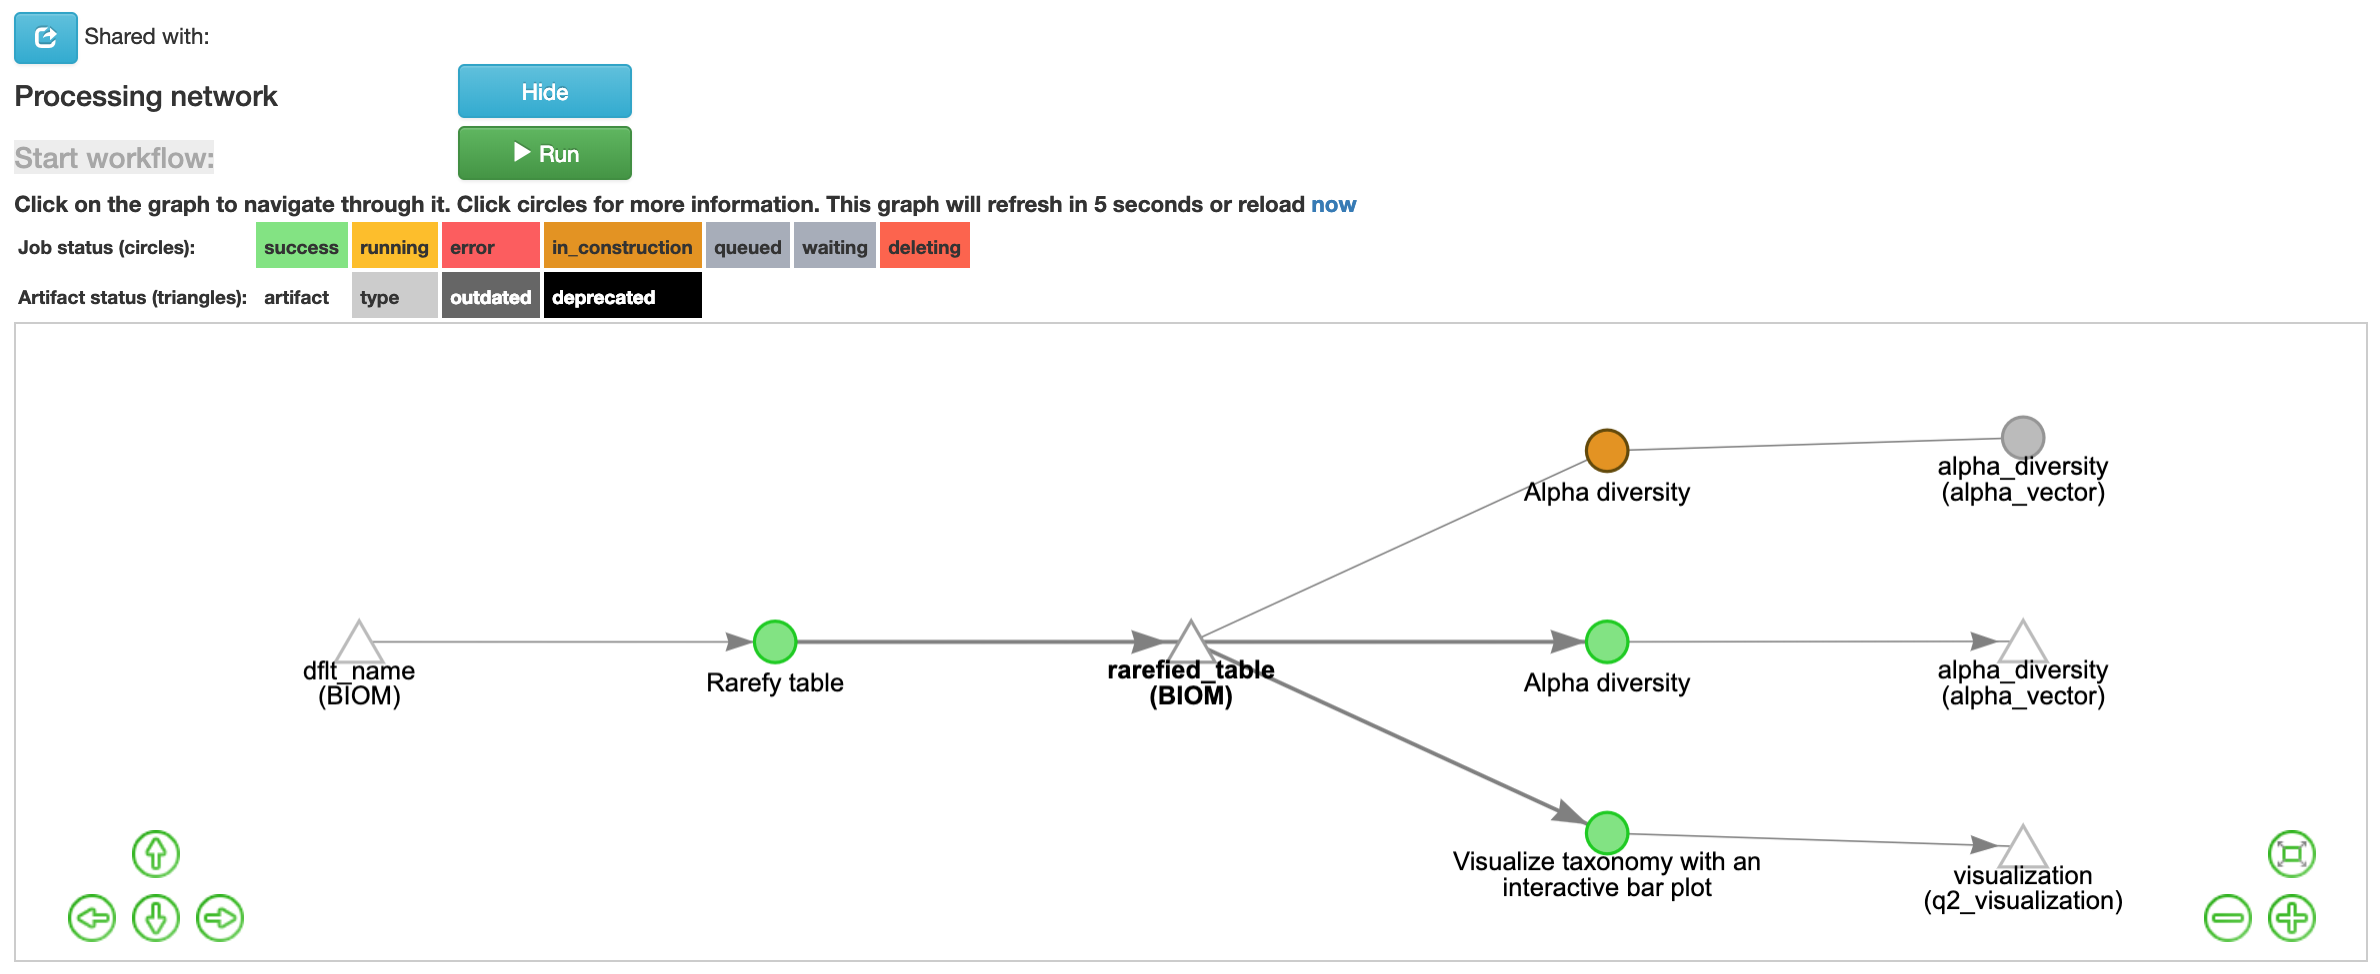 Shared with:
Processing network
Hide
Start workflow:
Run
Click on the graph to navigate through it. Click circles for more information. This graph will refresh in 5 seconds or reload now
Job status (circles): success running error in_construction queued waiting deleting
Artifact status (triangles): artifact type outdated deprecated
alpha_diversity
(alpha_vector)
Alpha diversity
dflt_name
(BIOM)
Rarefy table
rarefied_table
(BIOM)
Alpha diversity
alpha_diversity
(alpha_vector)
Visualize taxonomy with an
interactive bar plot
visualization
(q2_visualization)